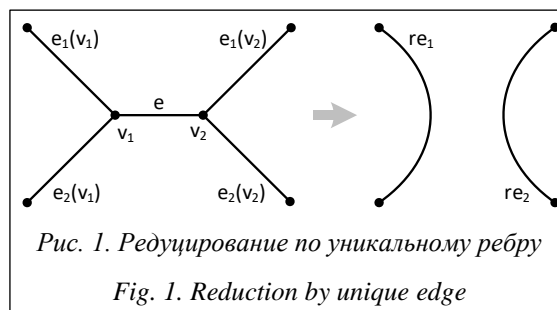 e₁(v₁) e₁(v₂) re₁
e
v₁ v₂
e₂(v₁) e₂(v₂) re₂
Рис. 1. Редуцирование по уникальному ребру
Fig. 1. Reduction by unique edge